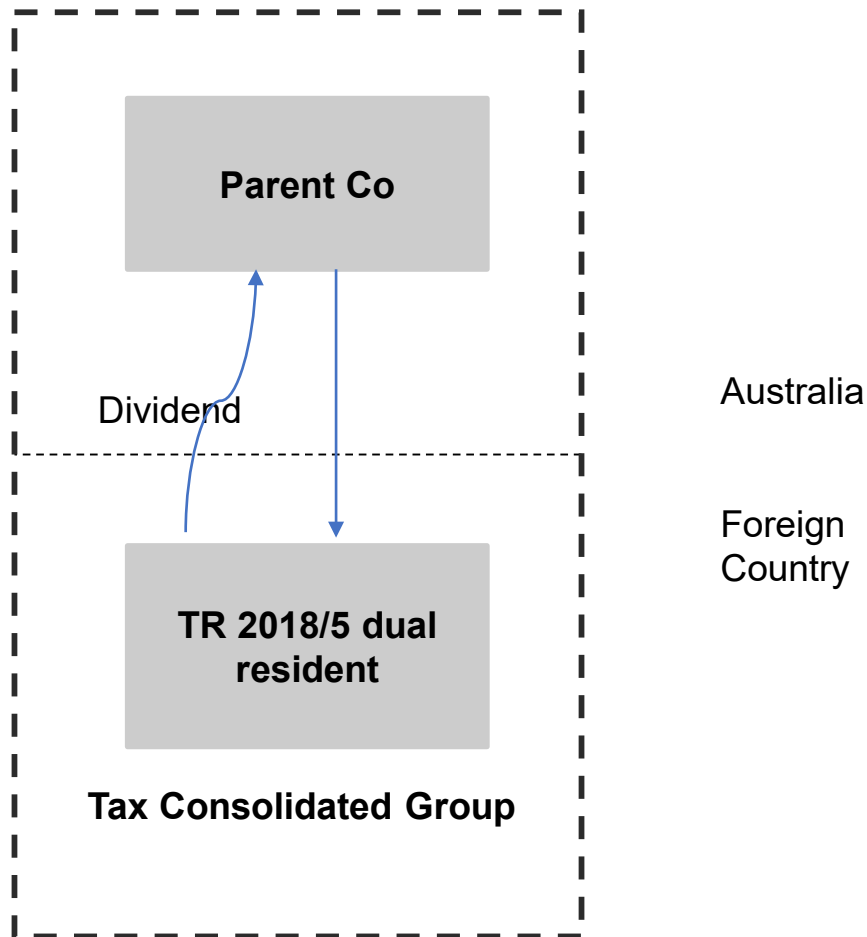 Parent Co
Dividend
Australia
Foreign
Country
TR 2018/5 dual
resident
Tax Consolidated Group